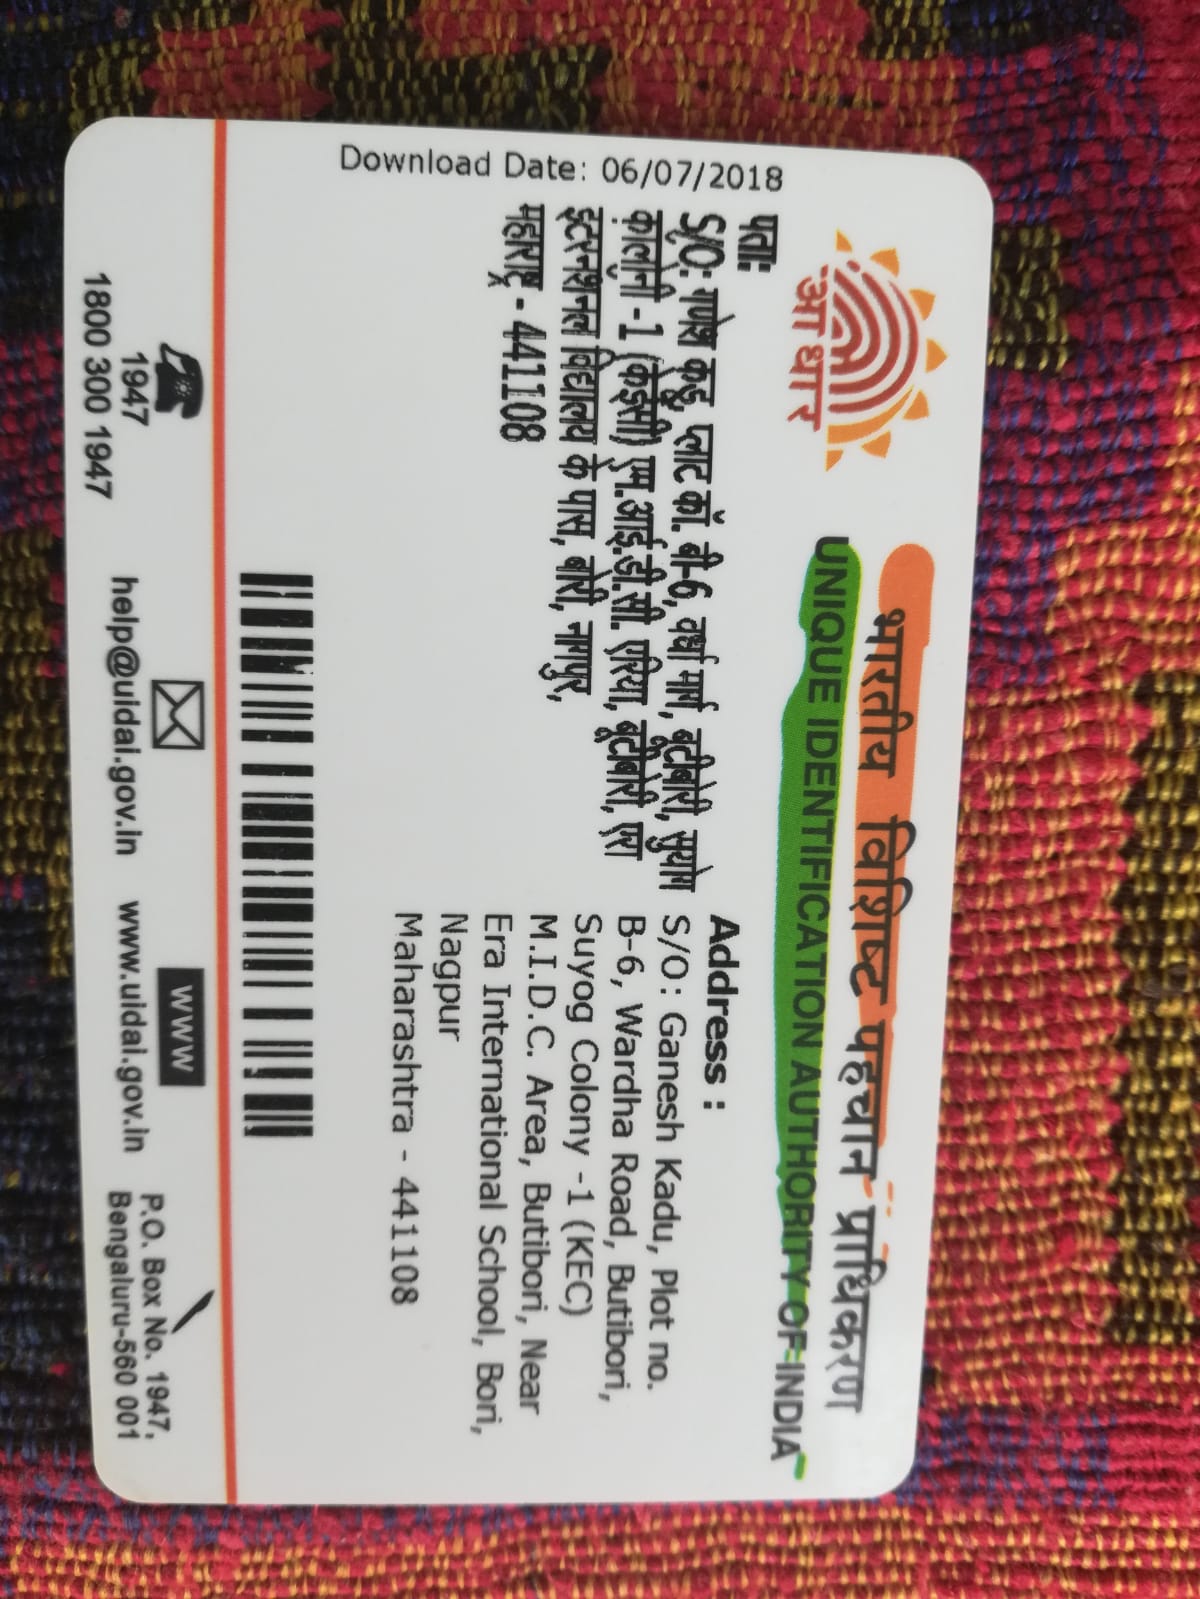 Download Date: 06/07/2018
आधार
भारतीय विशिष्ट पहचान प्राधिकरण
UNIQUE IDENTIFICATION AUTHORITY OF INDIA
पता:
S/O: गणेश कडू, प्लाट कॉ. बी-6, वर्धा मार्ग, बूटीबोरी, सुयोग
कालोनी -1 (केईसी) एम.आई.डी.सी. एरिया, बूटीबोरी, एरा
इंटरनॅशनल विद्यालय के पास, बोरी, नागपुर,
महाराष्ट्र - 441108
Address :
S/O: Ganesh Kadu, Plot no.
B-6, Wardha Road, Butibori,
Suyog Colony -1 (KEC)
M.I.D.C. Area, Butibori, Near
Era International School, Bori,
Nagpur
Maharashtra - 441108
1947
1800 300 1947
help@uidai.gov.in
WWW
www.uidai.gov.in
P.O. Box No. 1947,
Bengaluru-560 001